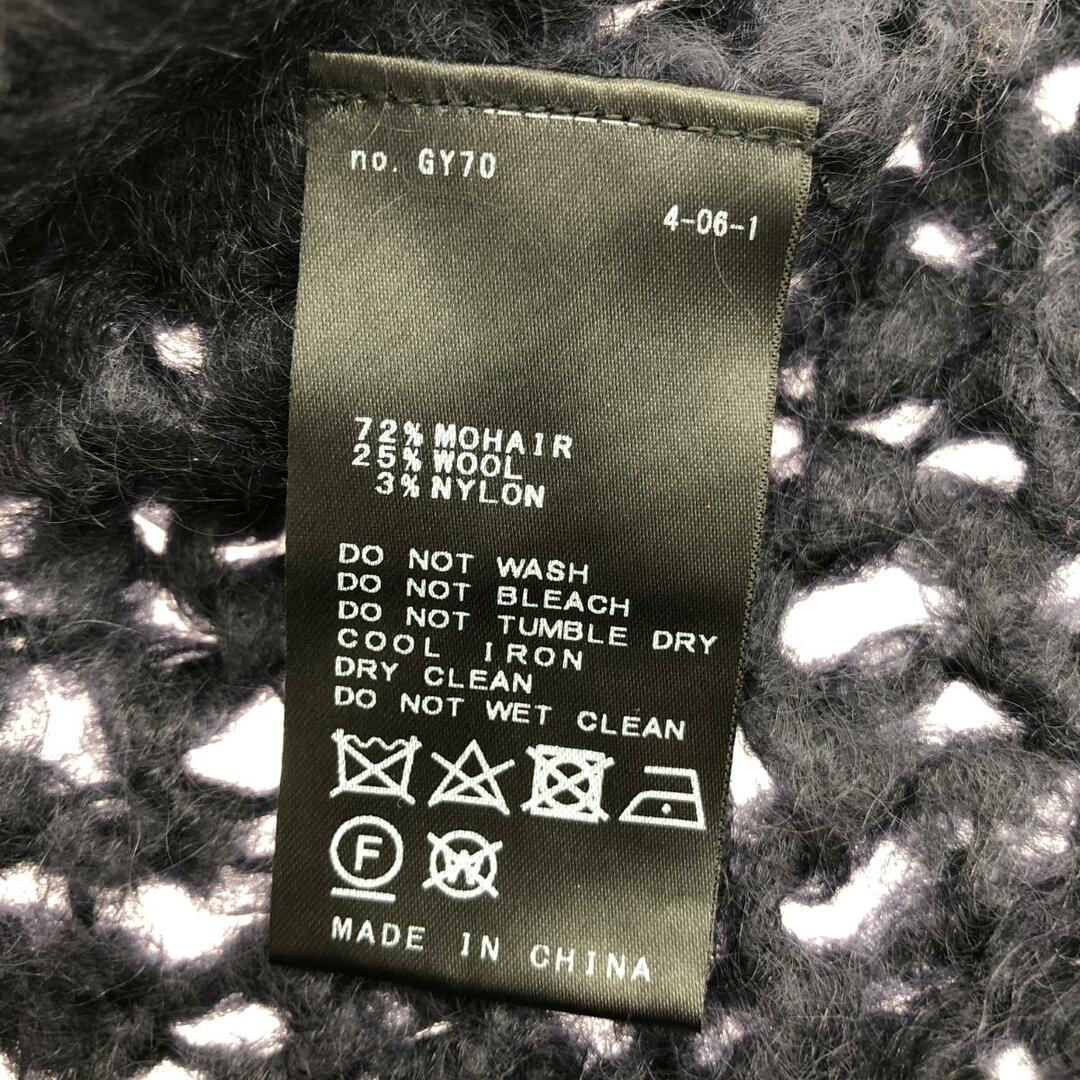 no. GY70
4-06-1
72% MOHAIR
25% WOOL
3% NYLON
DO NOT WASH
DO NOT BLEACH
DO NOT TUMBLE DRY
COOL IRON
DRY CLEAN
DO NOT WET CLEAN
F W
MADE IN CHINA